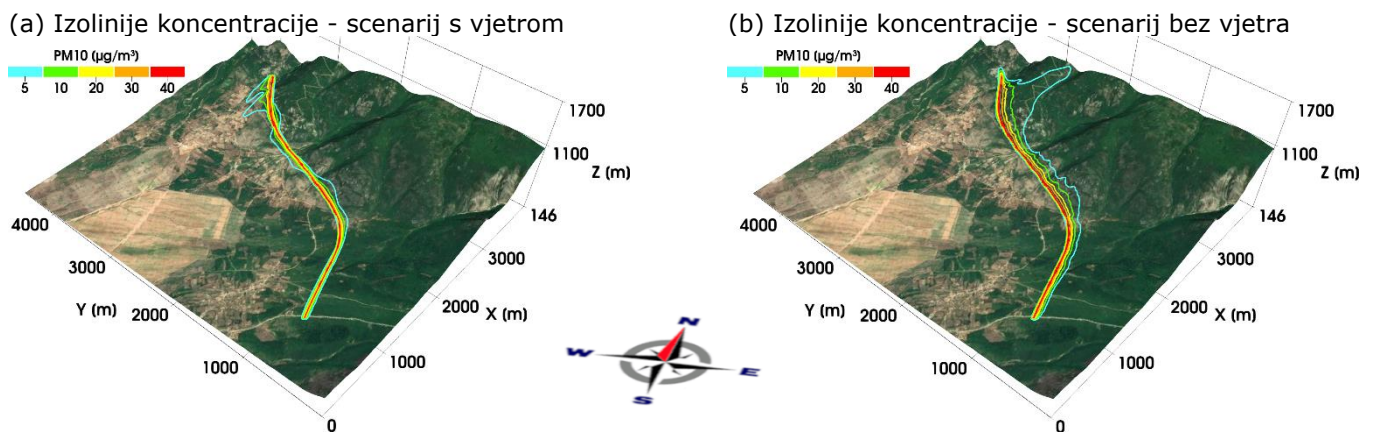 (a) Izolinije koncentracije - scenarij s vjetrom
PM10 (µg/m³)
5 10 20 30 40
1700
1100
Z (m)
146
4000
3000
3000
Y (m)
2000
2000
X (m)
1000
1000
0
N
W
E
S
(b) Izolinije koncentracije - scenarij bez vjetra
PM10 (µg/m³)
5 10 20 30 40
1700
1100
Z (m)
146
4000
3000
3000
Y (m)
2000
2000
X (m)
1000
1000
0